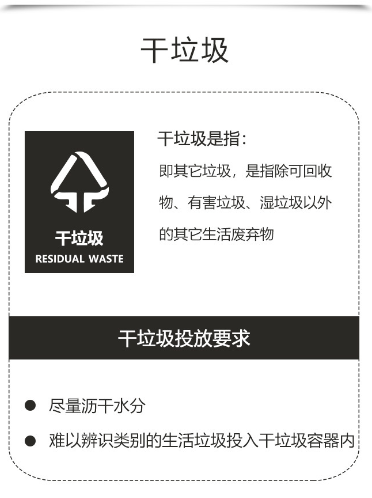 干垃圾
干垃圾是指：
即其它垃圾，是指除可回收
物、有害垃圾、湿垃圾以外
的其它生活废弃物
干垃圾
RESIDUAL WASTE
干垃圾投放要求
尽量沥干水分
难以辨识类别的生活垃圾投入干垃圾容器内